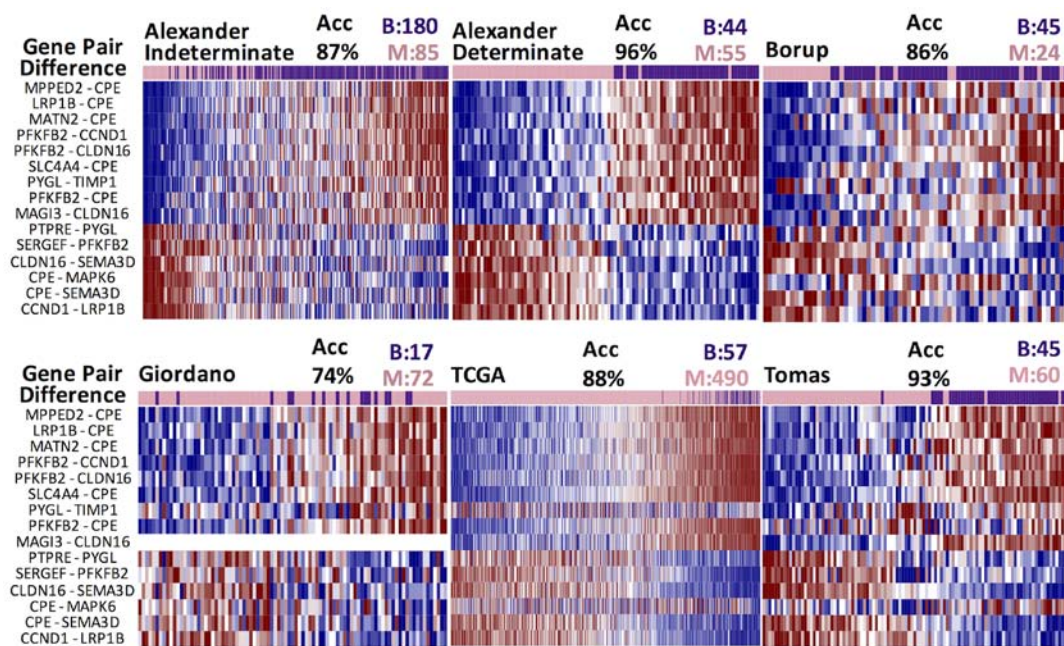 Gene Pair
Difference
Alexander
Indeterminate
Acc
87%
B:180
M:85
Alexander
Determinate
Acc
96%
B:44
M:55
Borup
Acc
86%
B:45
M:24
MPPED2 - CPE
LRP1B - CPE
MATN2 - CPE
PFKFB2 - CCND1
PFKFB2 - CLDN16
SLC4A4 - CPE
PYGL - TIMP1
PFKFB2 - CPE
MAGI3 - CLDN16
PTPRE - PYGL
SERGEF - PFKFB2
CLDN16 - SEMA3D
CPE - MAPK6
CPE - SEMA3D
CCND1 - LRP1B
Gene Pair
Difference
Giordano
Acc
74%
B:17
M:72
TCGA
Acc
88%
B:57
M:490
Tomas
Acc
93%
B:45
M:60
MPPED2 - CPE
LRP1B - CPE
MATN2 - CPE
PFKFB2 - CCND1
PFKFB2 - CLDN16
SLC4A4 - CPE
PYGL - TIMP1
PFKFB2 - CPE
MAGI3 - CLDN16
PTPRE - PYGL
SERGEF - PFKFB2
CLDN16 - SEMA3D
CPE - MAPK6
CPE - SEMA3D
CCND1 - LRP1B